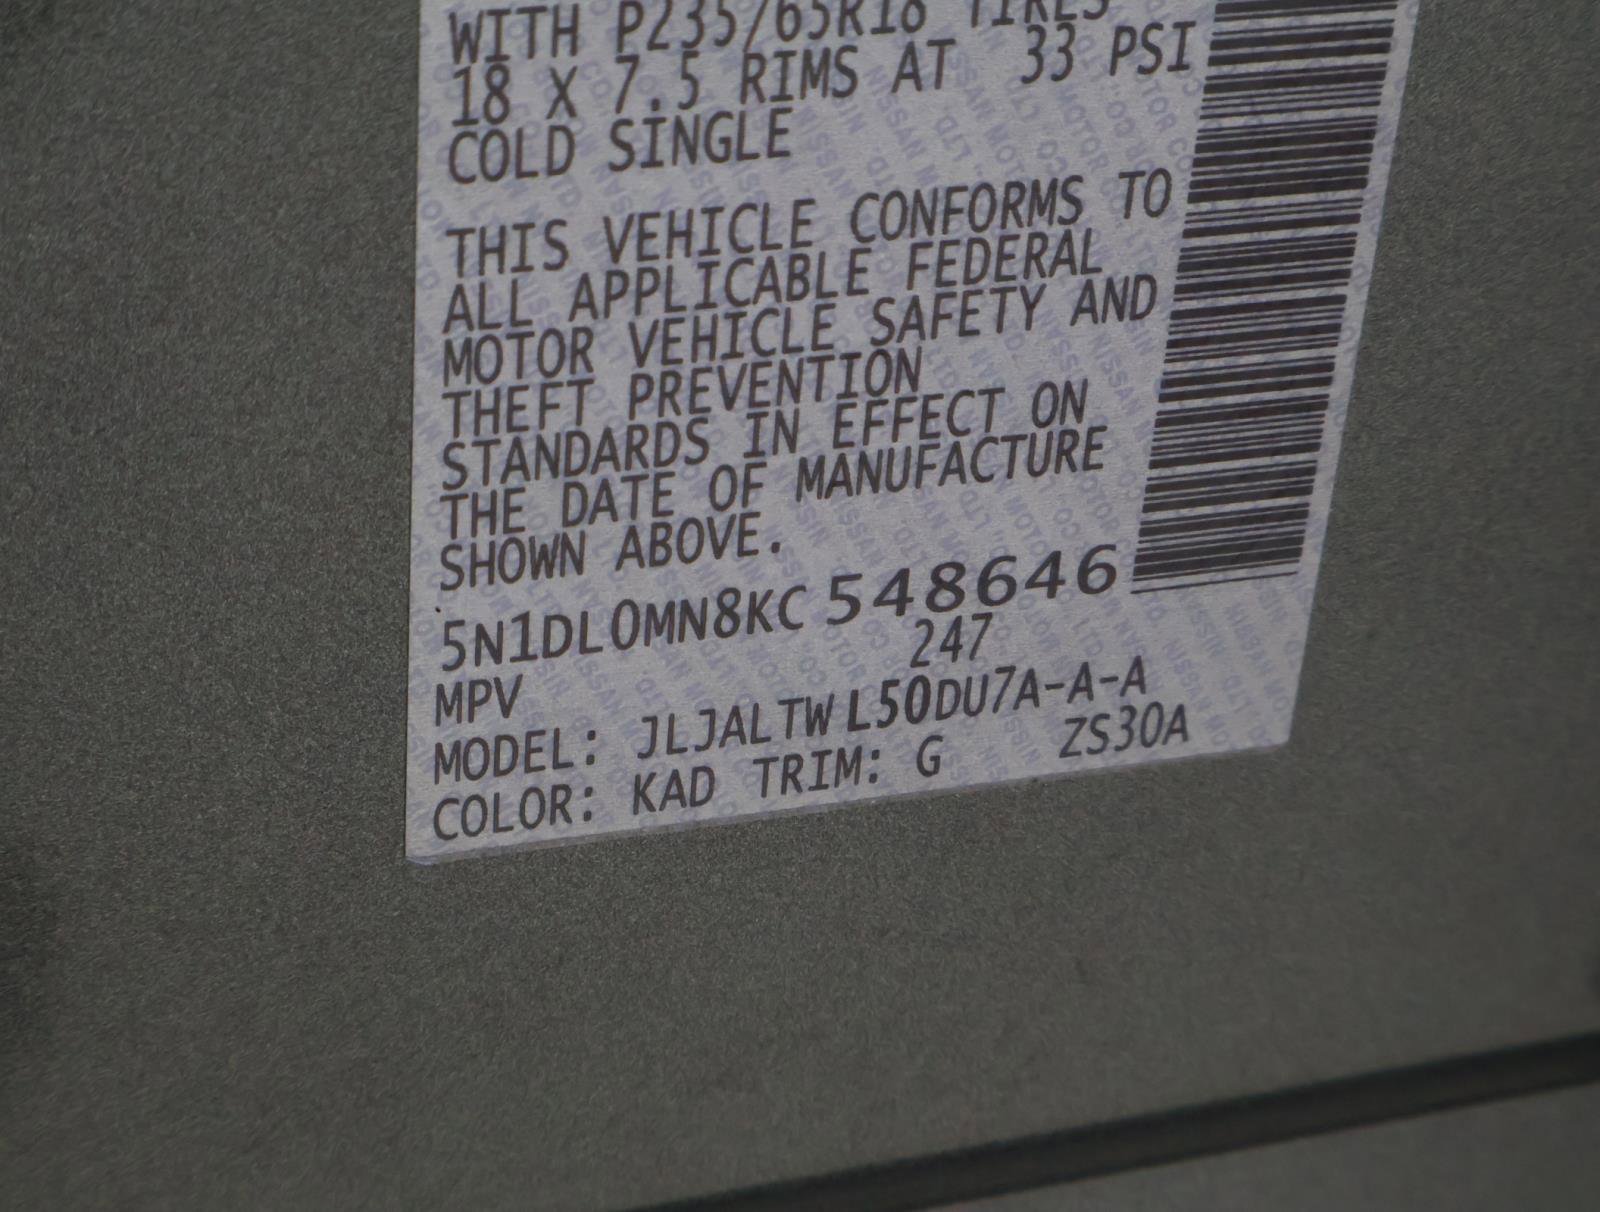 WITH P235/65R18 TIRES
18 X 7.5 RIMS AT 33 PSI
COLD SINGLE
THIS VEHICLE CONFORMS TO
ALL APPLICABLE FEDERAL
MOTOR VEHICLE SAFETY AND
THEFT PREVENTION
STANDARDS IN EFFECT ON
THE DATE OF MANUFACTURE
SHOWN ABOVE.
5N1DL0MN8KC548646
247
MPV
MODEL: JLJALTWL50DU7A-A-A
COLOR: KAD TRIM: G ZS30A